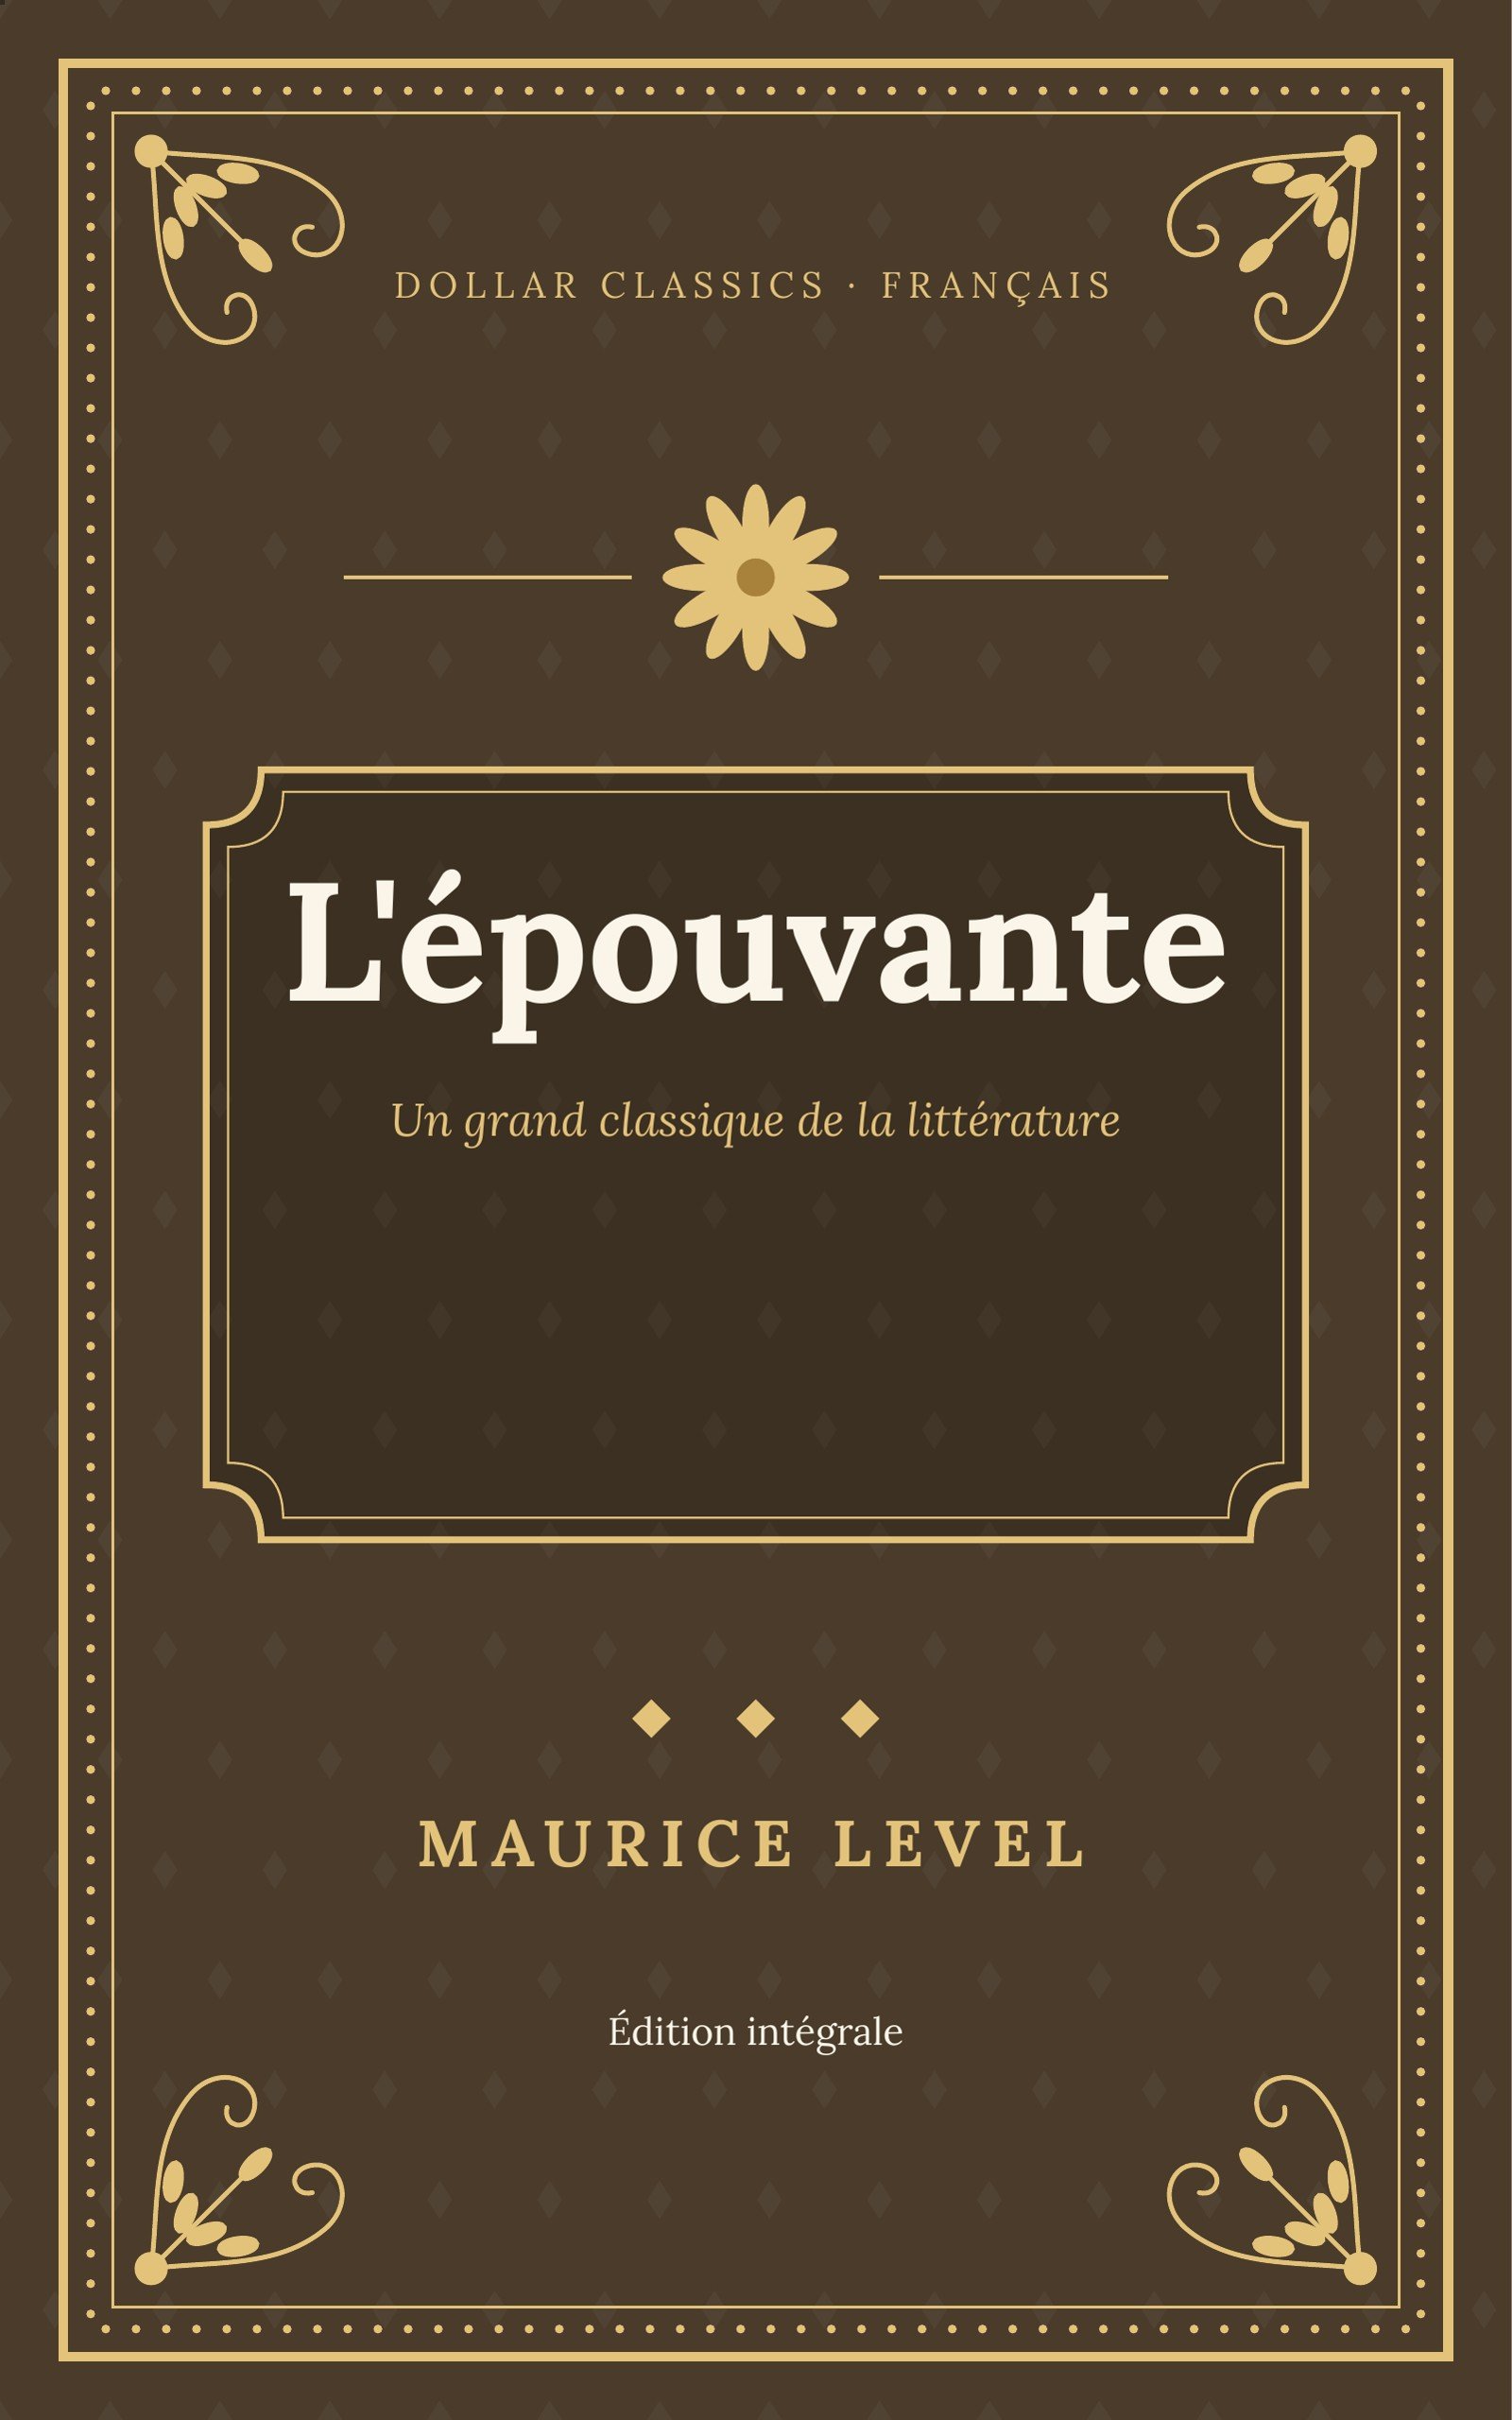 DOLLAR CLASSICS · FRANÇAIS
L'épouvante
Un grand classique de la littérature
MAURICE LEVEL
Édition intégrale